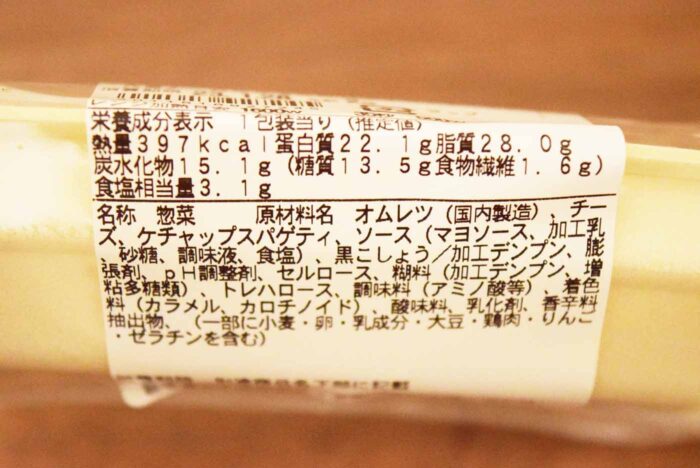 栄養成分表示 1包装当り(推定値)
熱量397kcal蛋白質22.1g脂質28.0g
炭水化物15.1g(糖質13.5g食物繊維1.6g)
食塩相当量3.1g
名称 惣菜 原材料名 オムレツ(国内製造)、チー
ズ、ケチャップスパゲティ、ソース(マヨソース、加工乳
、砂糖、調味液、食塩)、黒こしょう/加工デンプン、膨
張剤、pH調整剤、セルロース、糊料(加工デンプン、増
粘多糖類)、トレハロース、調味料(アミノ酸等)、着色
料(カラメル、カロチノイド)、酸味料、乳化剤、香辛料
抽出物、(一部に小麦・卵・乳成分・大豆・鶏肉・りんご
・ゼラチンを含む)